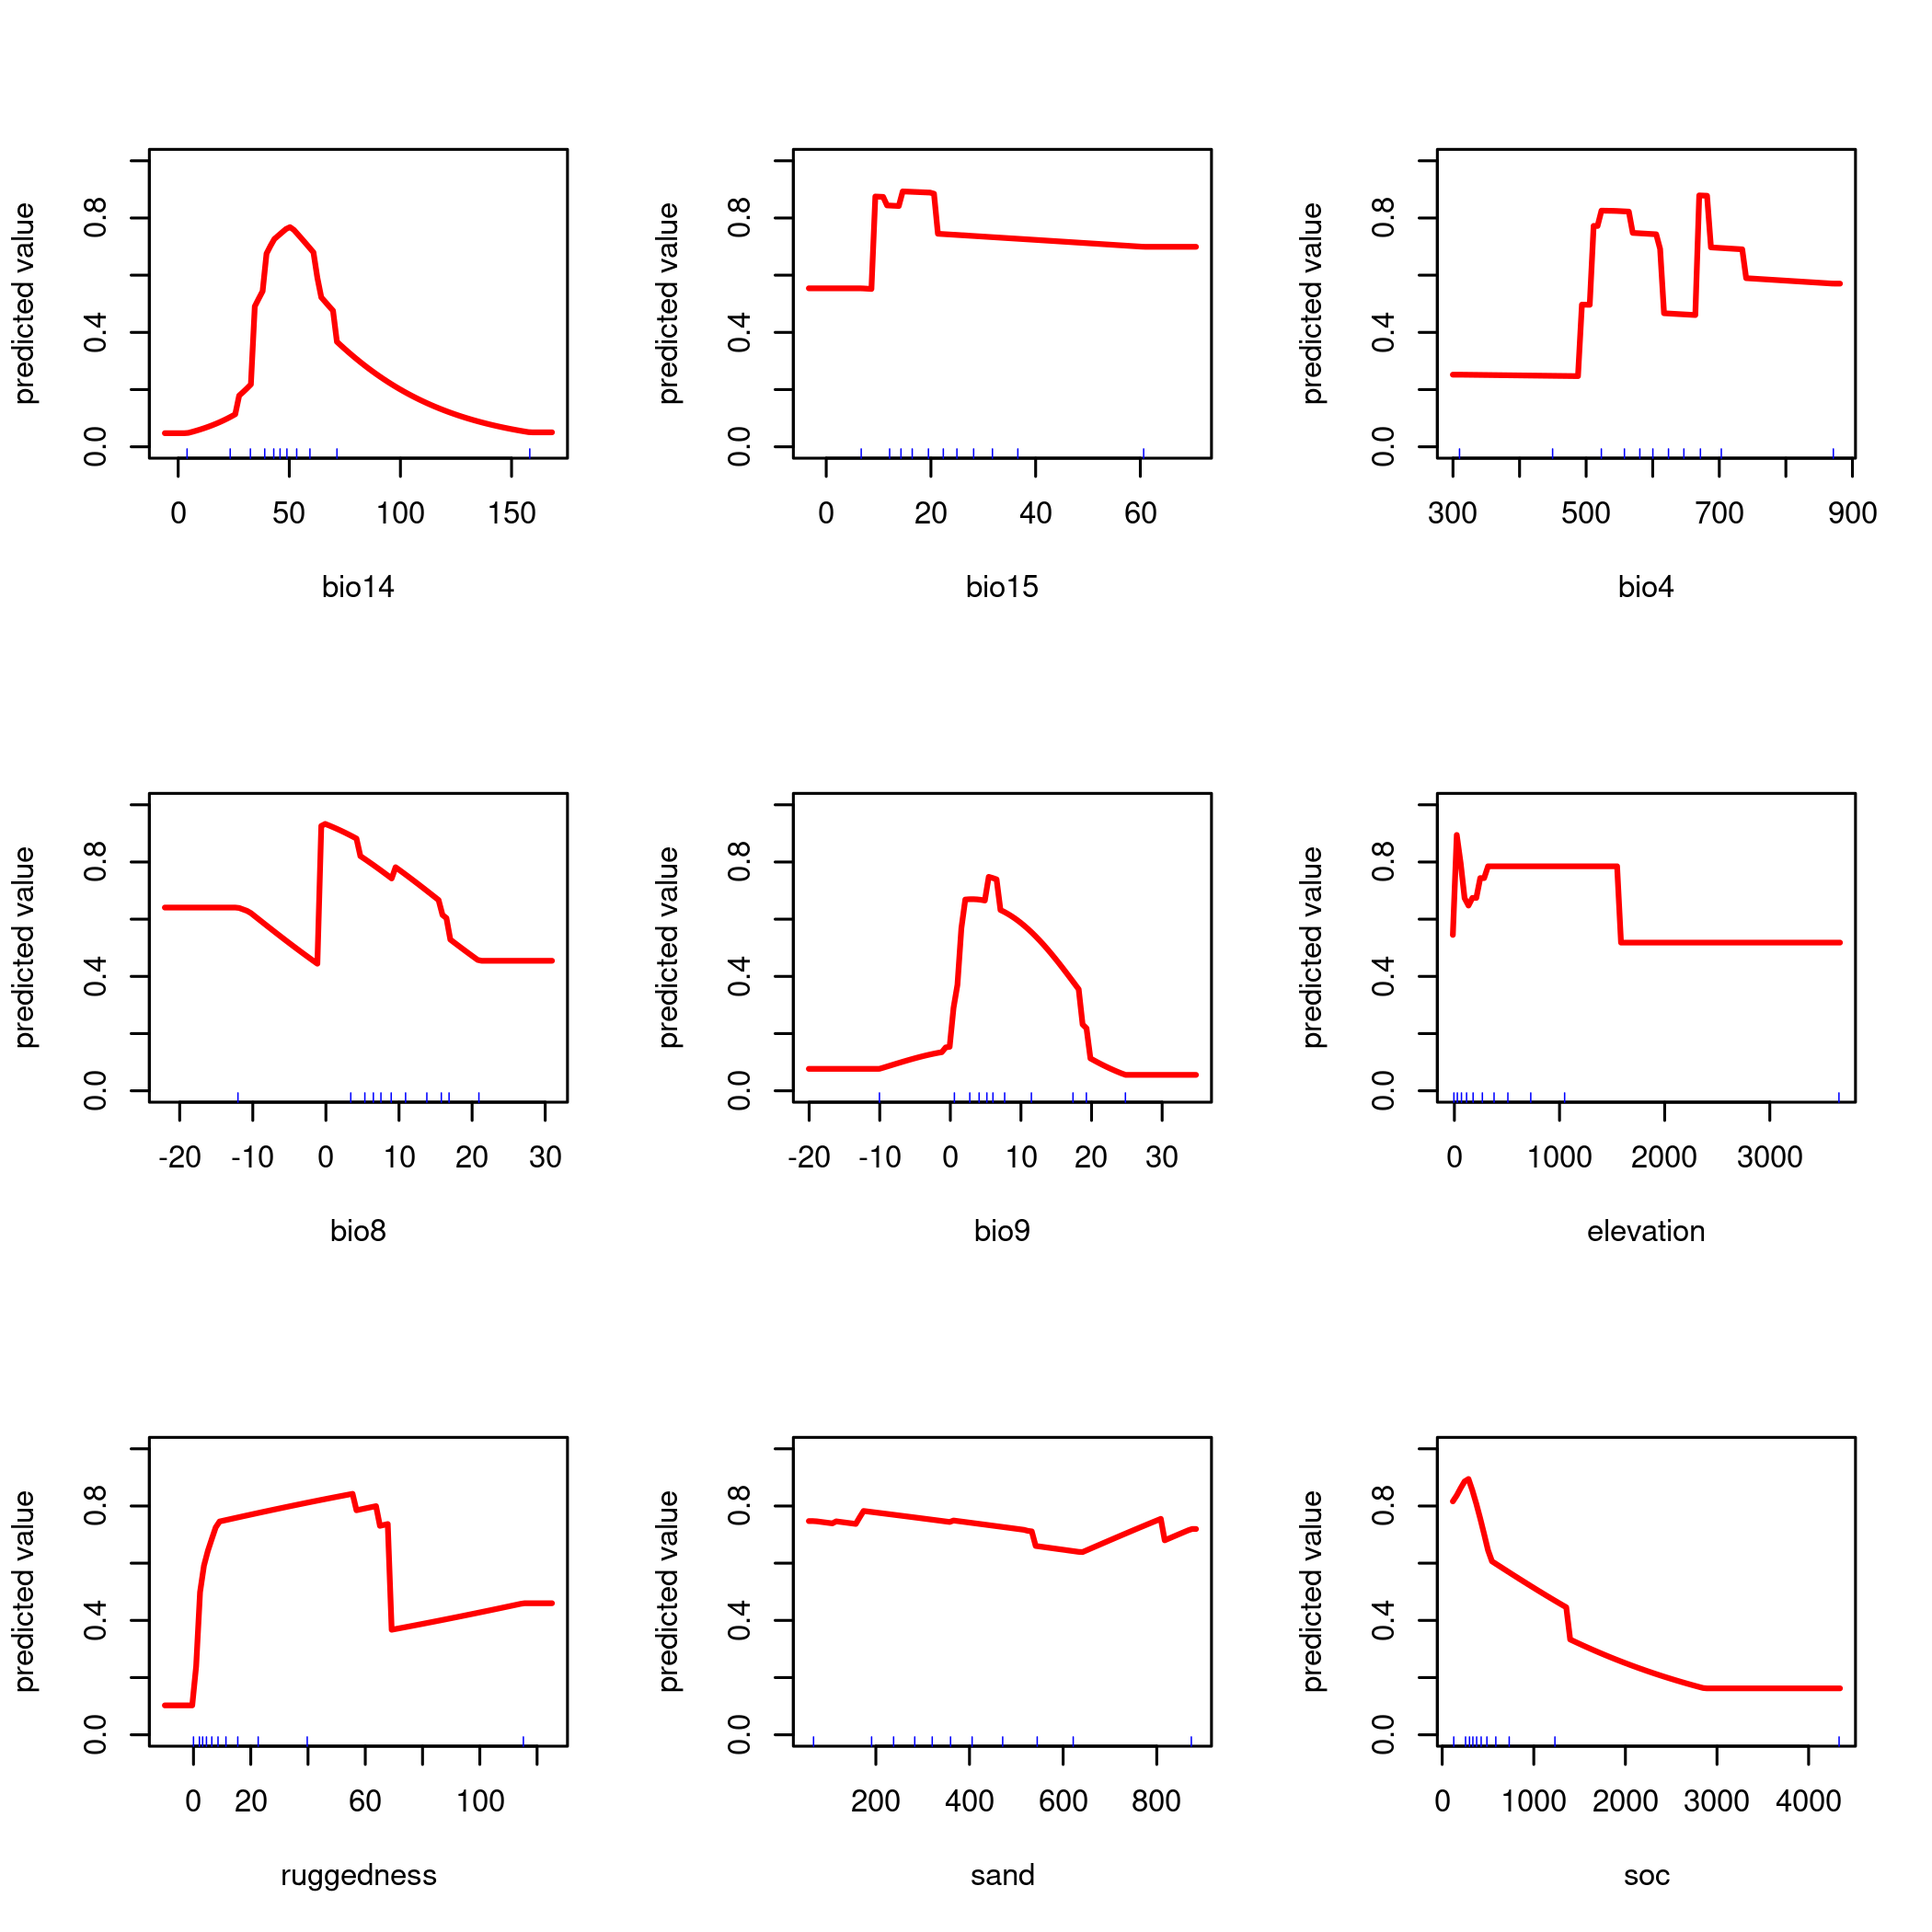 predicted value
0.0 0.4 0.8
0 50 100 150
bio14
predicted value
0.0 0.4 0.8
0 20 40 60
bio15
predicted value
0.0 0.4 0.8
300 500 700 900
bio4
predicted value
0.0 0.4 0.8
-20 -10 0 10 20 30
bio8
predicted value
0.0 0.4 0.8
-20 -10 0 10 20 30
bio9
predicted value
0.0 0.4 0.8
0 1000 2000 3000
elevation
predicted value
0.0 0.4 0.8
0 20 60 100
ruggedness
predicted value
0.0 0.4 0.8
200 400 600 800
sand
predicted value
0.0 0.4 0.8
0 1000 2000 3000 4000
soc